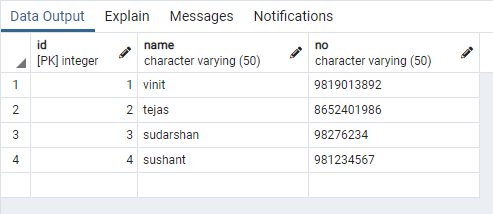 Data Output Explain Messages Notifications
id name no
[PK] integer character varying (50) character varying (50)
1 1 vinit 9819013892
2 2 tejas 8652401986
3 3 sudarshan 98276234
4 4 sushant 981234567